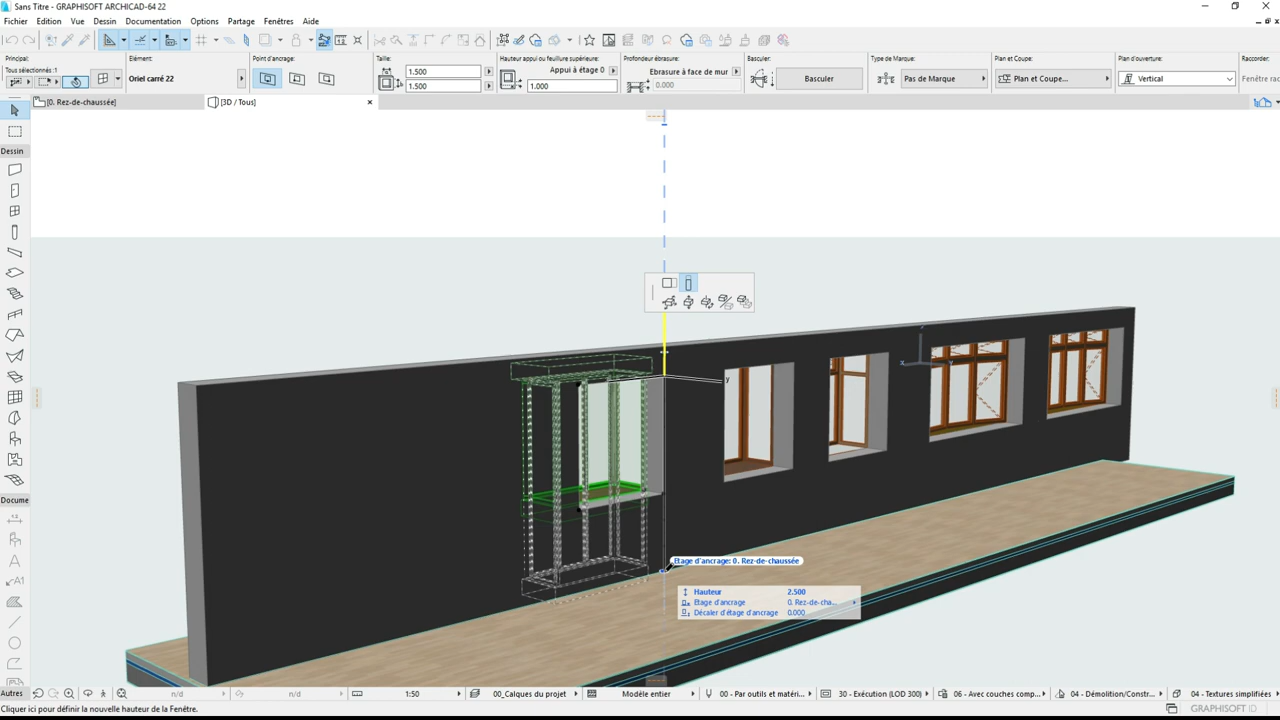 Sans Titre - GRAPHISOFT ARCHICAD-64 22
Fichier Edition Vue Dessin Documentation Options Partage Fenêtres Aide
Principal: Elément: Point d'ancrage: Taille: Hauteur appui ou feuillure superieure: Profondeur ébrasure: Basculer: Type de Marque: Plan et Coupe: Plan d'ouverture: Raccorder:
Tous sélectionnés : 1
Oriel carré 22
1.500
1.500
Appui à étage 0
1.000
Ebrasure à face de mur
0.000
Basculer
Pas de Marque
Plan et Coupe...
Vertical
Fenêtre rac
[0. Rez-de-chaussée] [3D / Tous]
Dessin
y
x
Etage d'ancrage: 0. Rez-de-chaussée
Hauteur 2.500
Etage d'ancrage 0. Rez-de-cha...
Décaler d'étage d'ancrage 0.000
Docume
A
A1
Autres
n/d n/d 1:50 00_Calques du projet Modèle entier 00 - Par outils et matéri... 30 - Exécution (LOD 300) 06 - Avec couches comp... 04 - Démolition/Constr... 04 - Textures simplifiées
Cliquer ici pour définir la nouvelle hauteur de la Fenêtre.
GRAPHISOFT ID